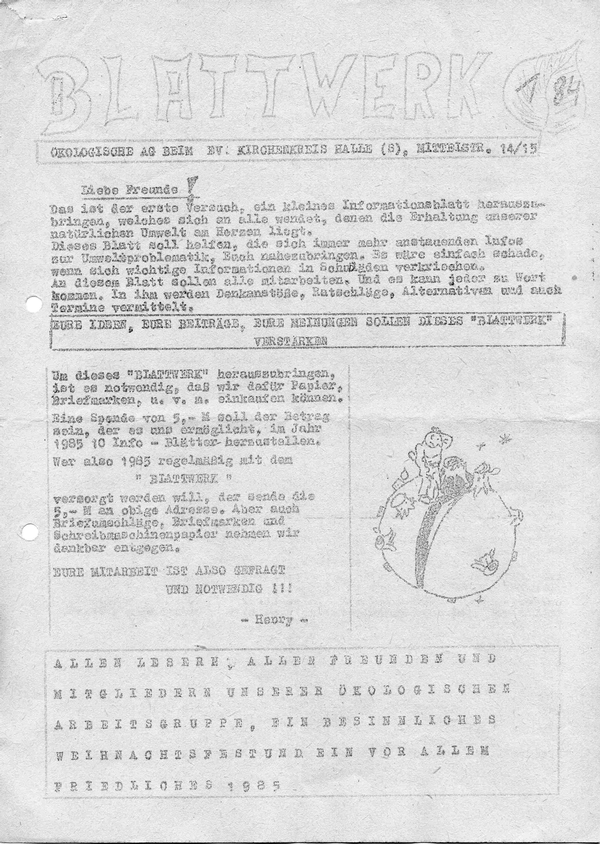 BLATTWERK 1/84
ÖKOLOGISCHE AG BEIM EV. KIRCHENKREIS HALLE (S), MITTELSTR. 14/15
Liebe Freunde !
Das ist der erste Versuch, ein kleines Informationsblatt herauszu-
bringen, welches sich an alle wendet, denen die Erhaltung unserer
natürlichen Umwelt am Herzen liegt.
Dieses Blatt soll helfen, die sich immer mehr anstauenden Infos
zur Umweltproblematik, Euch nahezubringen. Es wäre einfach schade,
wenn sich wichtige Informationen in Schubläden verkriechen.
An diesem Blatt sollen alle mitarbeiten. Und es kann jeder zu Wort
kommen. In ihm werden Denkanstöße, Ratschläge, Alternativen und auch
Termine vermittelt.
EURE IDEEN, EURE BEITRÄGE, EURE MEINUNGEN SOLLEN DIESES "BLATTWERK"
VERSTÄRKEN
Um dieses "BLATTWERK" herauszubringen,
ist es notwendig, daß wir dafür Papier,
Briefmarken, u. v. m. einkaufen können.
Eine Spende von 5,- M soll der Betrag
sein, der es uns ermöglicht, im Jahr
1985 10 Info - Blätter herzustellen.
Wer also 1985 regelmäßig mit dem
" BLATTWERK "
versorgt werden will, der sende die
5,- M an obige Adresse. Aber auch
Briefumschläge, Briefmarken und
Schreibmaschinenpapier nehmen wir
dankbar entgegen.
EURE MITARBEIT IST ALSO GEFRAGT
UND NOTWENDIG !!!
- Henry -
ALLEN LESERN, ALLEN FREUNDEN UND
MITGLIEDERN UNSERER ÖKOLOGISCHEN
ARBEITSGRUPPE, EIN BESINNLICHES
WEIHNACHTSFEST UND EIN VOR ALLEM
FRIEDLICHES 1985